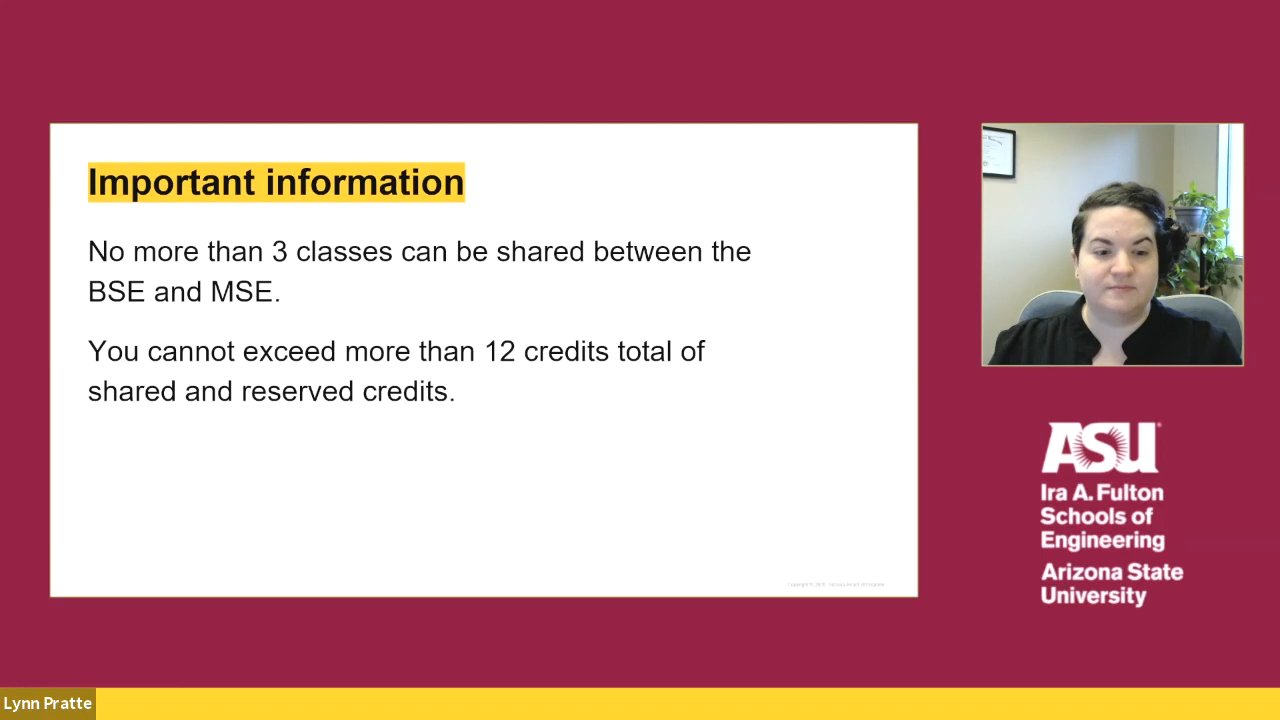 Important information
No more than 3 classes can be shared between the
BSE and MSE.
You cannot exceed more than 12 credits total of
shared and reserved credits.
ASU
Ira A. Fulton
Schools of
Engineering
Arizona State
University
Lynn Pratte